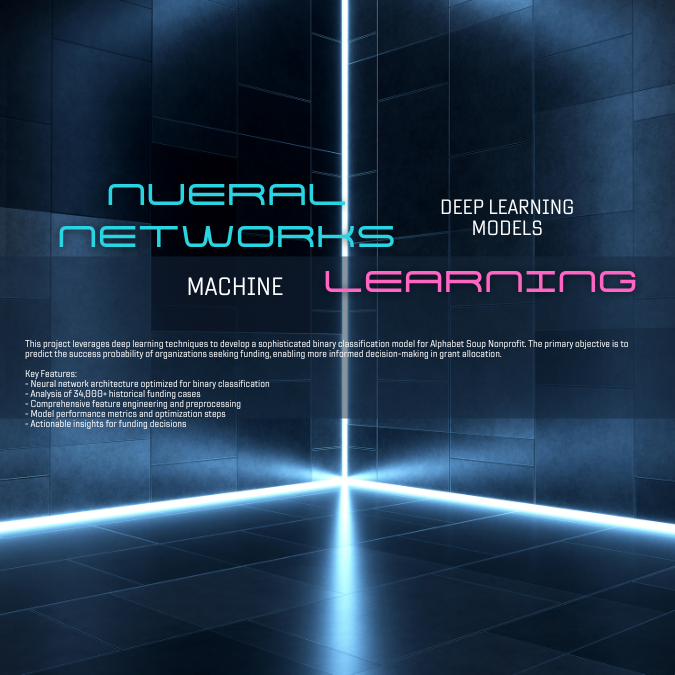 NUERAL
NETWORKS
DEEP LEARNING
MODELS
MACHINE
LEARNING
This project leverages deep learning techniques to develop a sophisticated binary classification model for Alphabet Soup Nonprofit. The primary objective is to
predict the success probability of organizations seeking funding, enabling more informed decision-making in grant allocation.
Key Features:
- Neural network architecture optimized for binary classification
- Analysis of 34,000+ historical funding cases
- Comprehensive feature engineering and preprocessing
- Model performance metrics and optimization steps
- Actionable insights for funding decisions